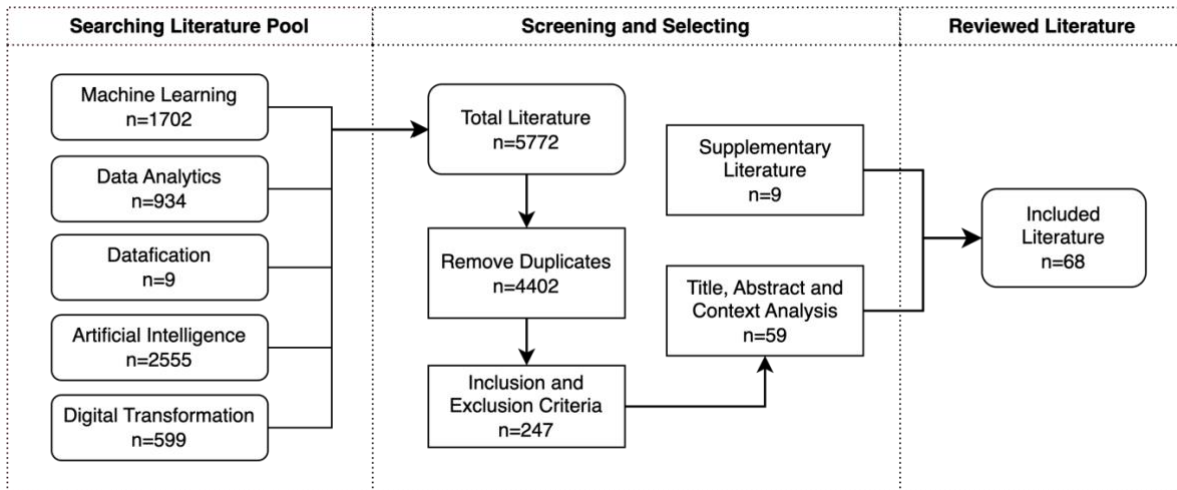 Searching Literature Pool
Screening and Selecting
Reviewed Literature
Machine Learning
n=1702
Data Analytics
n=934
Datafication
n=9
Artificial Intelligence
n=2555
Digital Transformation
n=599
Total Literature
n=5772
Remove Duplicates
n=4402
Inclusion and
Exclusion Criteria
n=247
Supplementary
Literature
n=9
Title, Abstract and
Context Analysis
n=59
Included
Literature
n=68